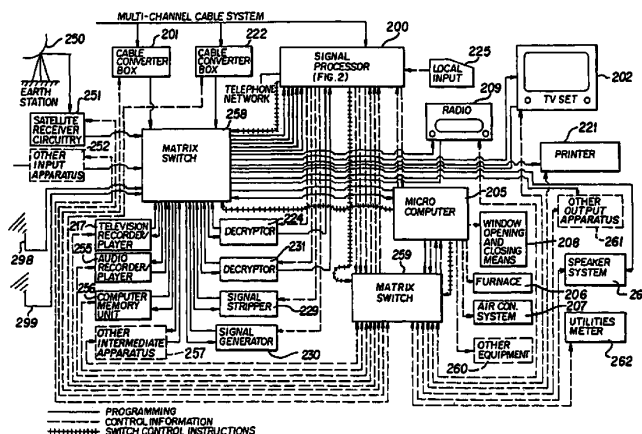 MULTI-CHANNEL CABLE SYSTEM
250
EARTH
STATION
201
CABLE
CONVERTER
BOX
222
CABLE
CONVERTER
BOX
200
SIGNAL
PROCESSOR
(FIG. 2)
TELEPHONE
NETWORK
225
LOCAL
INPUT
202
TV SET
209
RADIO
251
SATELLITE
RECEIVER
CIRCUITRY
252
OTHER
INPUT
APPARATUS
258
MATRIX
SWITCH
221
PRINTER
298
299
217
TELEVISION
RECORDER/
PLAYER
255
AUDIO
RECORDER/
PLAYER
256
COMPUTER
MEMORY
UNIT
OTHER
INTERMEDIATE
APPARATUS
257
224
DECRYPTOR
231
DECRYPTOR
SIGNAL
STRIPPER
229
SIGNAL
GENERATOR
230
205
MICRO
COMPUTER
259
MATRIX
SWITCH
WINDOW
OPENING
AND
CLOSING
MEANS
208
FURNACE
206
AIR CON.
SYSTEM
207
OTHER
EQUIPMENT
260
OTHER
OUTPUT
APPARATUS
261
SPEAKER
SYSTEM
UTILITIES
METER
262
PROGRAMMING
CONTROL INFORMATION
SWITCH CONTROL INSTRUCTIONS